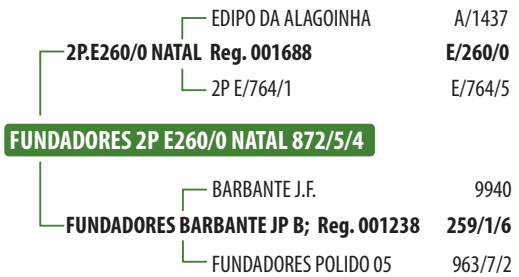 EDIPO DA ALAGOINHA A/1437
2P.E260/0 NATAL Reg. 001688 E/260/0
2P E/764/1 E/764/5
FUNDADORES 2P E260/0 NATAL 872/5/4
BARBANTE J.F. 9940
FUNDADORES BARBANTE JP B; Reg. 001238 259/1/6
FUNDADORES POLIDO 05 963/7/2